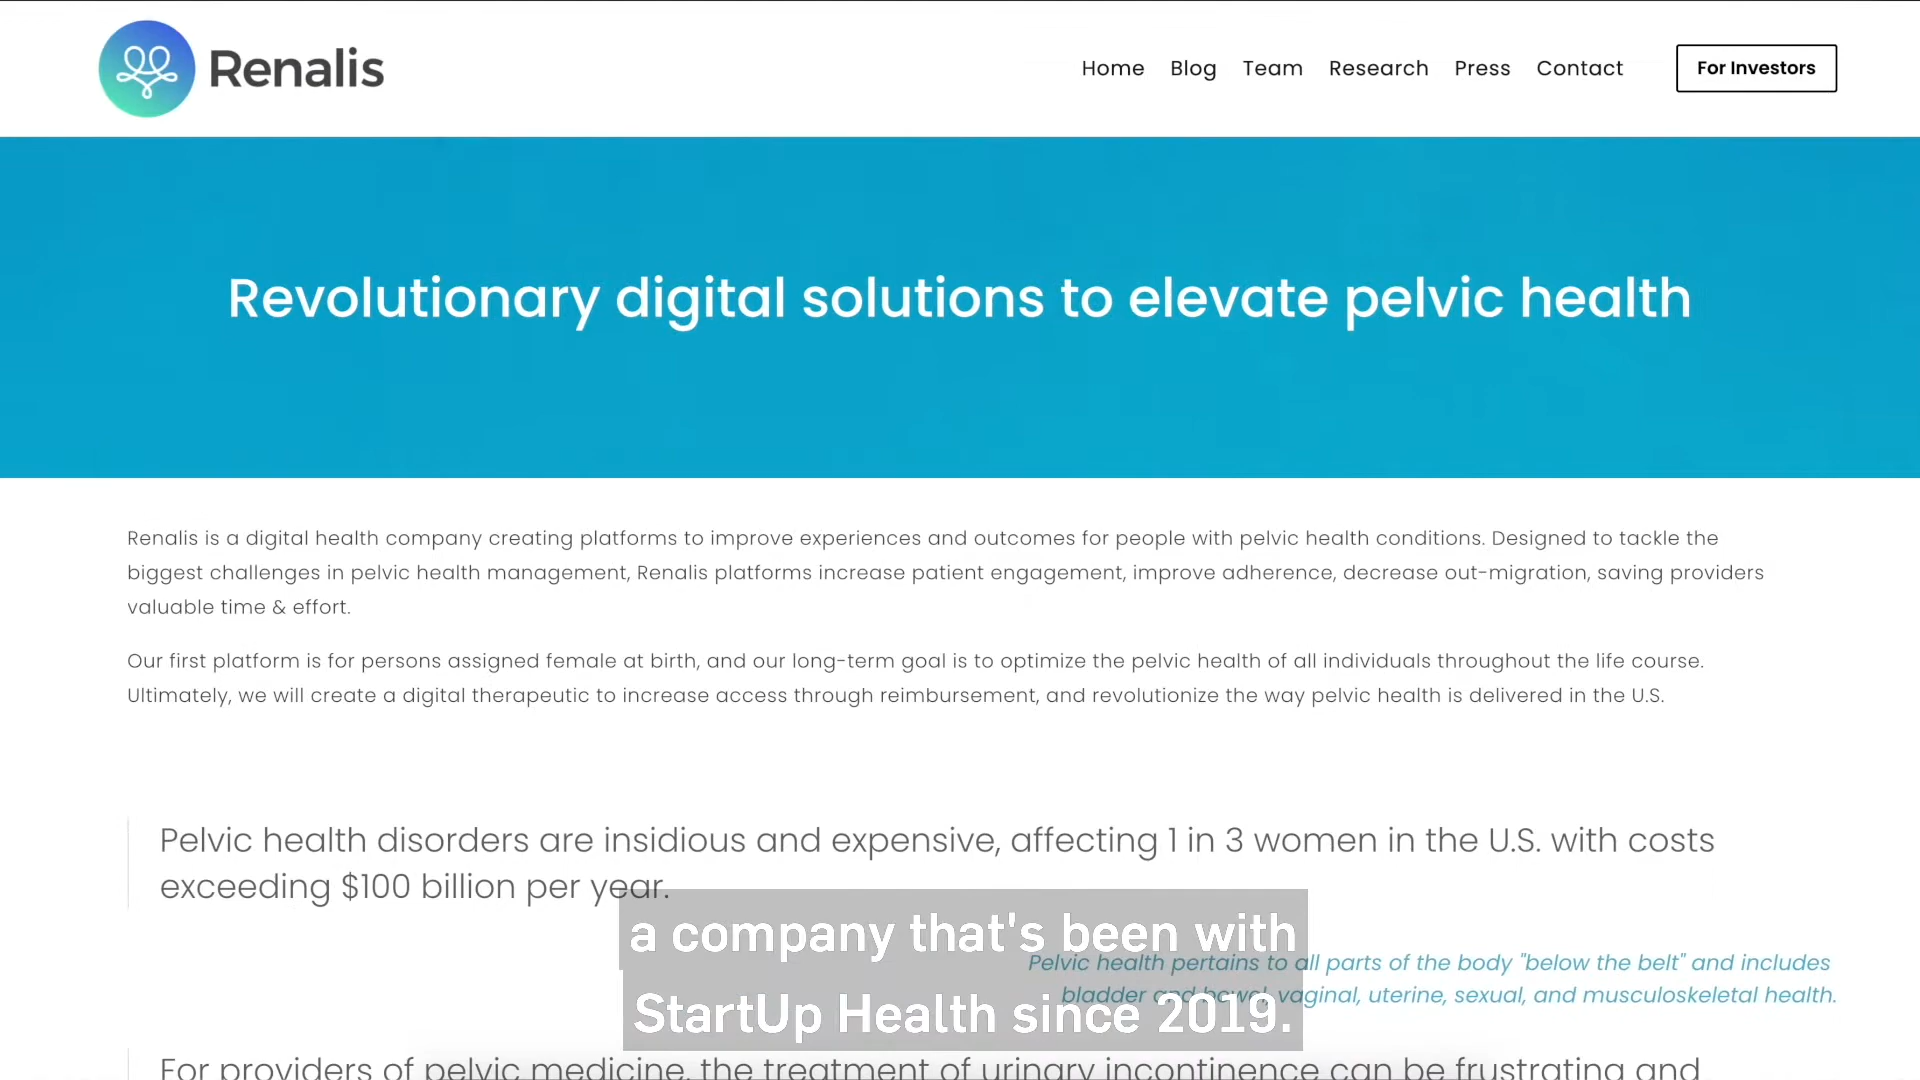 Renalis
Home Blog Team Research Press Contact For Investors
Revolutionary digital solutions to elevate pelvic health
Renalis is a digital health company creating platforms to improve experiences and outcomes for people with pelvic health conditions. Designed to tackle the
biggest challenges in pelvic health management, Renalis platforms increase patient engagement, improve adherence, decrease out-migration, saving providers
valuable time & effort.
Our first platform is for persons assigned female at birth, and our long-term goal is to optimize the pelvic health of all individuals throughout the life course.
Ultimately, we will create a digital therapeutic to increase access through reimbursement, and revolutionize the way pelvic health is delivered in the U.S.
Pelvic health disorders are insidious and expensive, affecting 1 in 3 women in the U.S. with costs
exceeding $100 billion per year.
a company that's been with
StartUp Health since 2019.
Pelvic health pertains to all parts of the body "below the belt" and includes
bladder and bowel, vaginal, uterine, sexual, and musculoskeletal health.
For providers of pelvic medicine, the treatment of urinary incontinence can be frustrating and